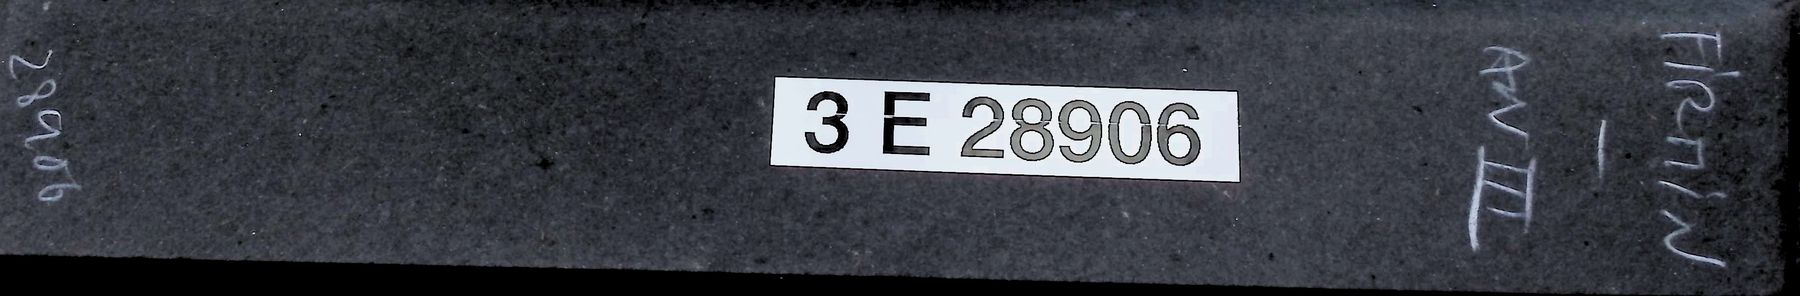 FIRMIN
—
AN III
3 E 28906
28906